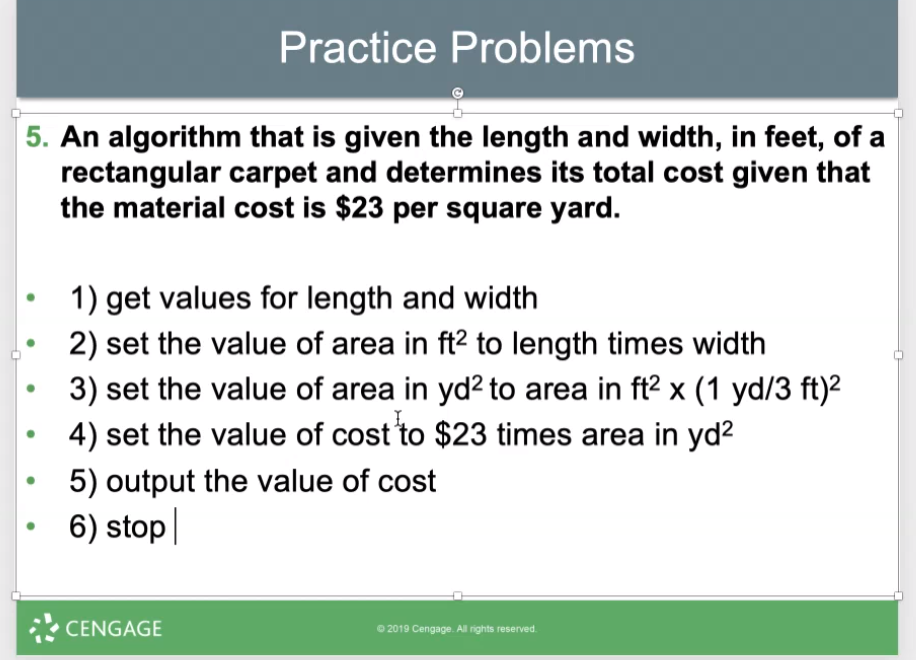 Practice Problems
5. An algorithm that is given the length and width, in feet, of a
rectangular carpet and determines its total cost given that
the material cost is $23 per square yard.
• 1) get values for length and width
• 2) set the value of area in ft² to length times width
• 3) set the value of area in yd² to area in ft² x (1 yd/3 ft)²
• 4) set the value of cost to $23 times area in yd²
• 5) output the value of cost
• 6) stop
CENGAGE
© 2019 Cengage. All rights reserved.